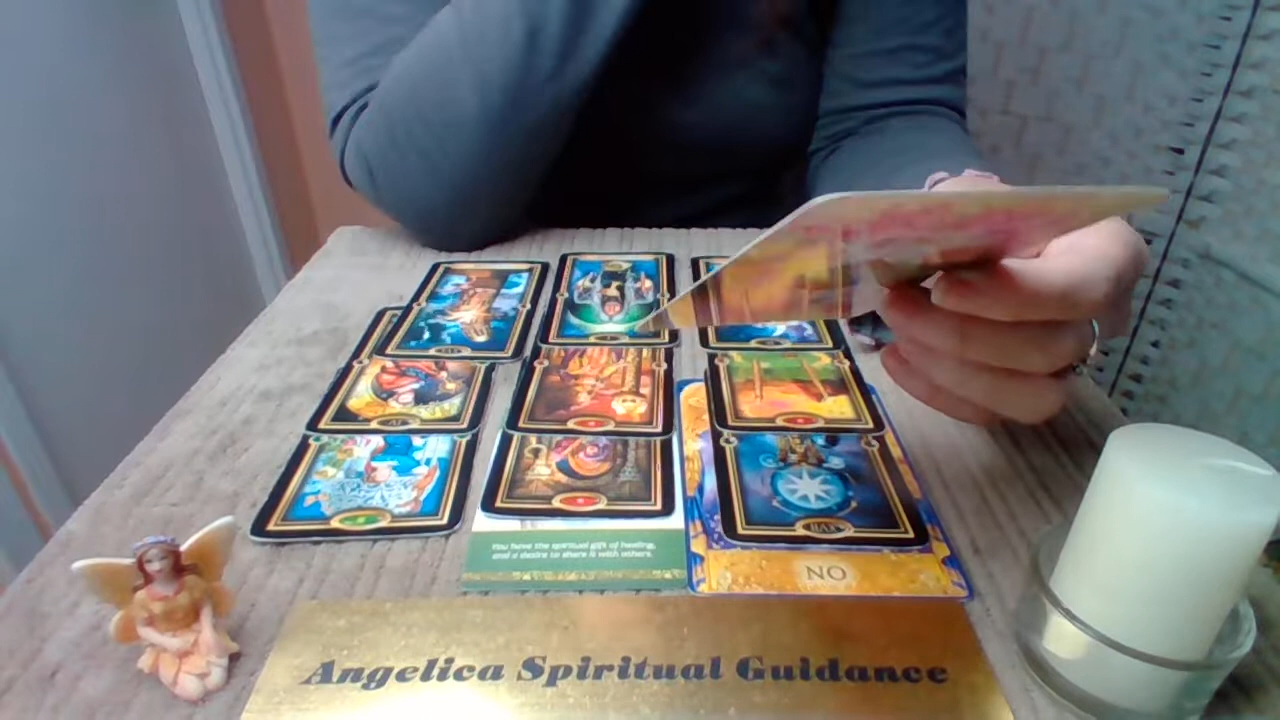 You have the spiritual gift of healing,
and a desire to share it with others.
NO
Angelica Spiritual Guidance